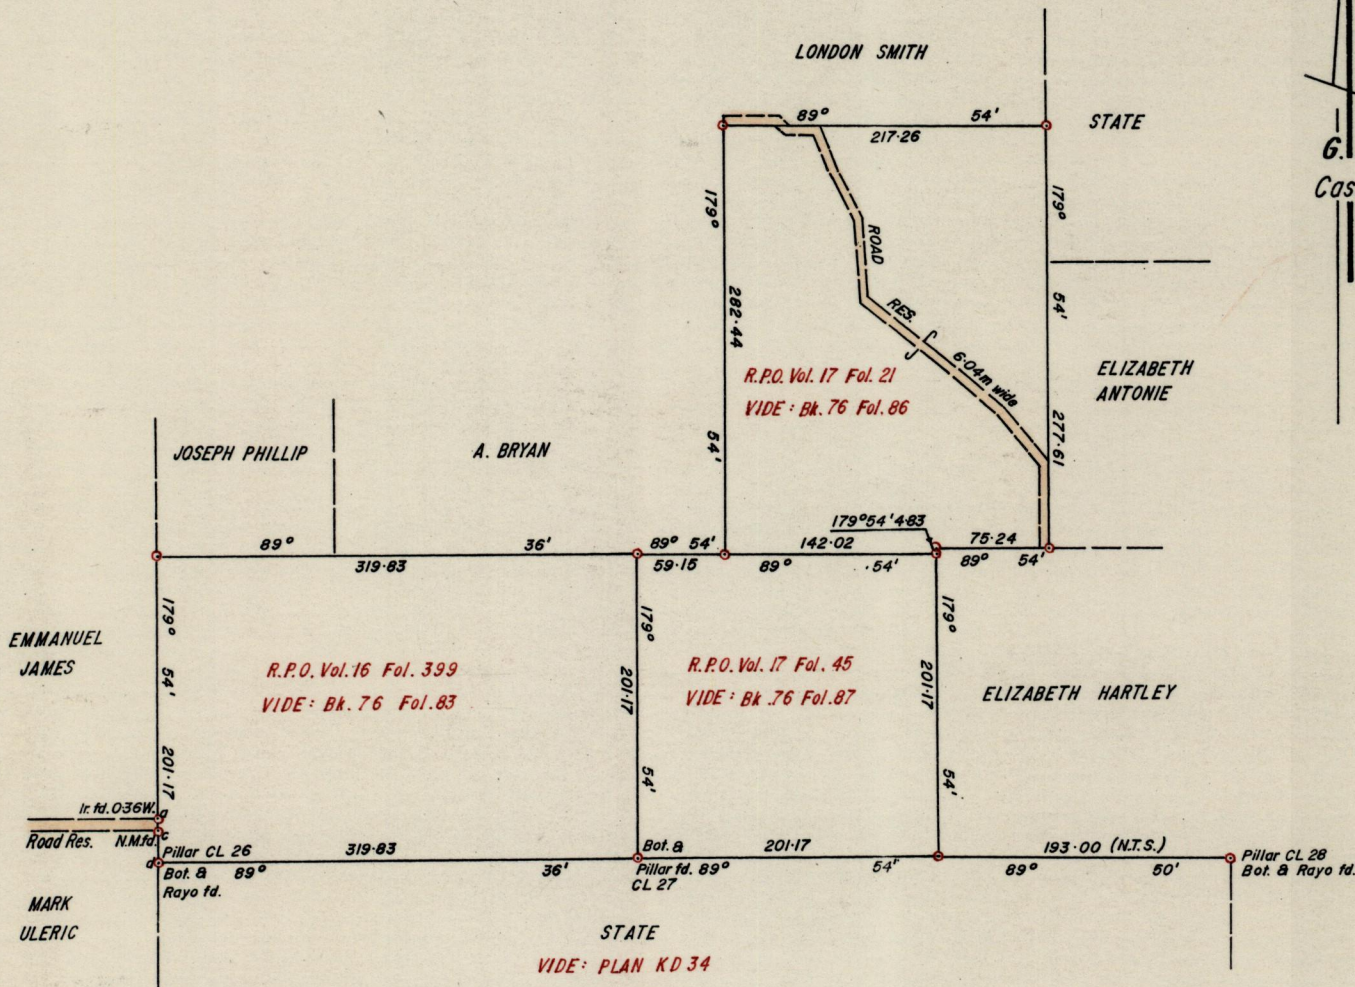 LONDON SMITH
89° 54'
217·26
STATE
G.
Cas
179°
282·44
54'
179°
54'
277·61
ROAD
RES.
6·04m wide
R.P.O. Vol. 17 Fol. 21
VIDE: Bk. 76 Fol. 86
ELIZABETH
ANTONIE
JOSEPH PHILLIP
A. BRYAN
179°54' 4·83
89° 36'
319·83
89° 54'
59·15
142·02
89° ·54'
75·24
89° 54'
EMMANUEL
JAMES
179°
54'
201·17
R.P.O. Vol. 16 Fol. 399
VIDE: Bk. 76 Fol. 83
179°
201·17
54'
R.P.O. Vol. 17 Fol. 45
VIDE: Bk. 76 Fol. 87
179°
201·17
54'
ELIZABETH HARTLEY
Ir. fd. 0·36W. a
Road Res. N.M.fd. c
d Pillar CL 26
Bot. & 89°
Rayo fd.
319·83
36'
Bot. &
Pillar fd. 89°
CL 27
201·17
54'
193·00 (N.T.S.)
89° 50'
Pillar CL 28
Bot. & Rayo fd.
MARK
ULERIC
STATE
VIDE: PLAN KD 34